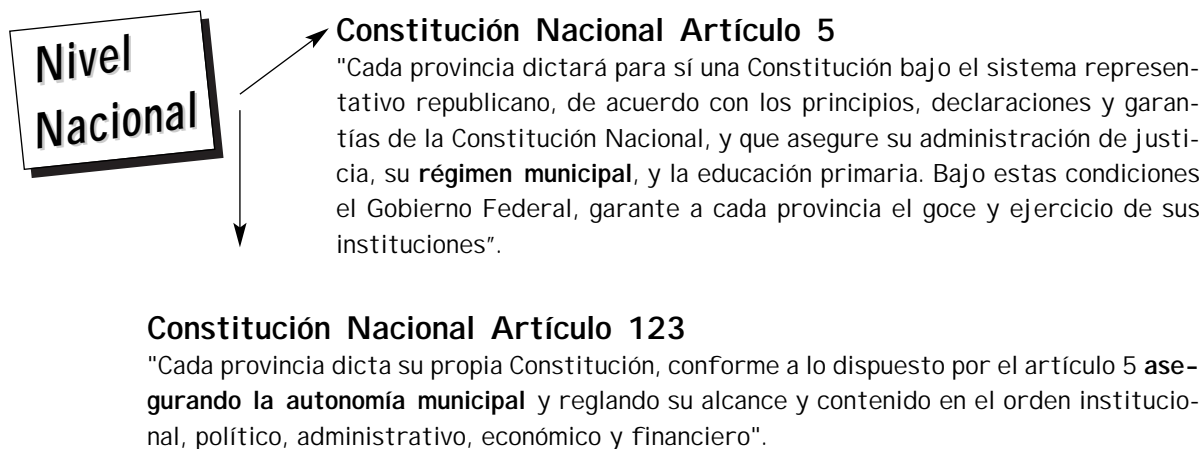 Nivel
Nacional
Constitución Nacional Artículo 5
"Cada provincia dictará para sí una Constitución bajo el sistema represen-
tativo republicano, de acuerdo con los principios, declaraciones y garan-
tías de la Constitución Nacional, y que asegure su administración de justi-
cia, su régimen municipal, y la educación primaria. Bajo estas condiciones
el Gobierno Federal, garante a cada provincia el goce y ejercicio de sus
instituciones".
Constitución Nacional Artículo 123
"Cada provincia dicta su propia Constitución, conforme a lo dispuesto por el artículo 5 ase-
gurando la autonomía municipal y reglando su alcance y contenido en el orden institucio-
nal, político, administrativo, económico y financiero".